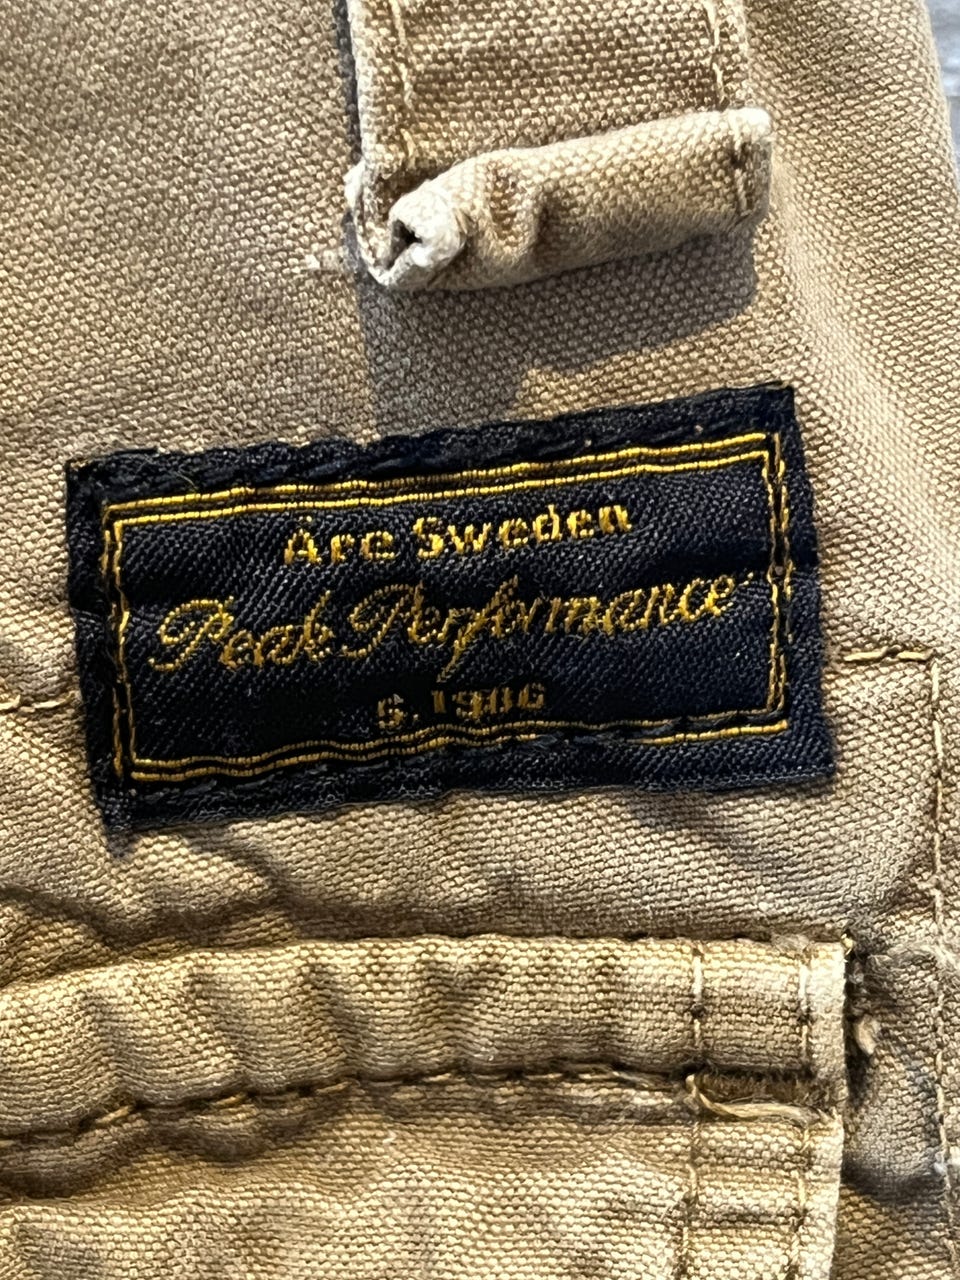 Åre Sweden
Peak Performance
S. 1986